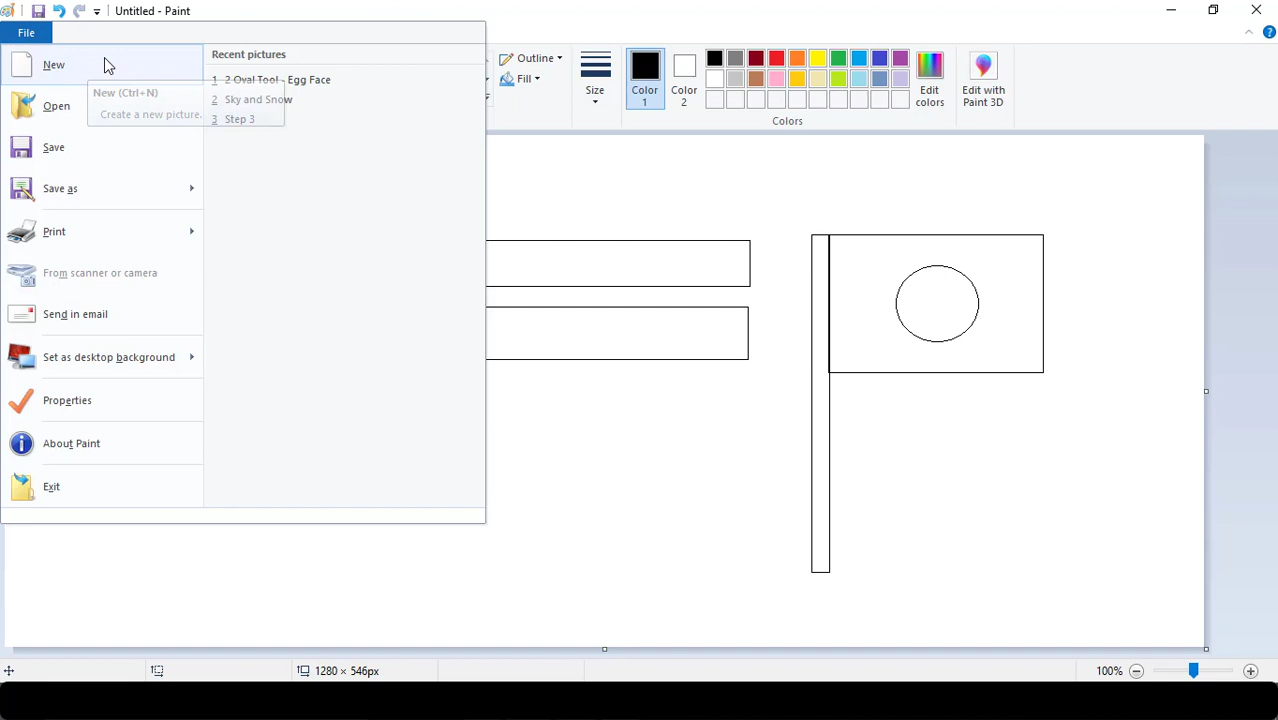 Untitled - Paint
File
New
Open
Save
Save as
Print
From scanner or camera
Send in email
Set as desktop background
Properties
About Paint
Exit
New (Ctrl+N)
Create a new picture.
Recent pictures
1 2 Oval Tool - Egg Face
2 Sky and Snow
3 Step 3
Outline
Fill
Size
Color 1
Color 2
Edit colors
Edit with Paint 3D
Colors
1280 × 546px
100%